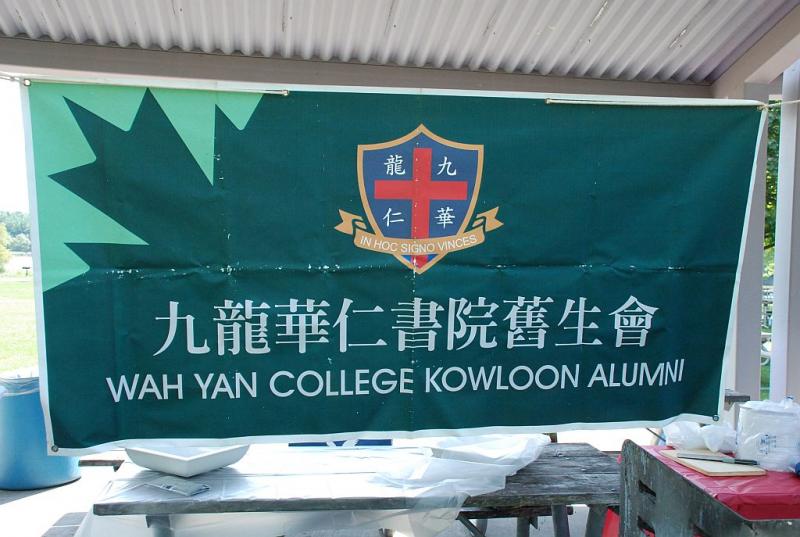 龍 九
仁 華
IN HOC SIGNO VINCES
九龍華仁書院舊生會
WAH YAN COLLEGE KOWLOON ALUMNI